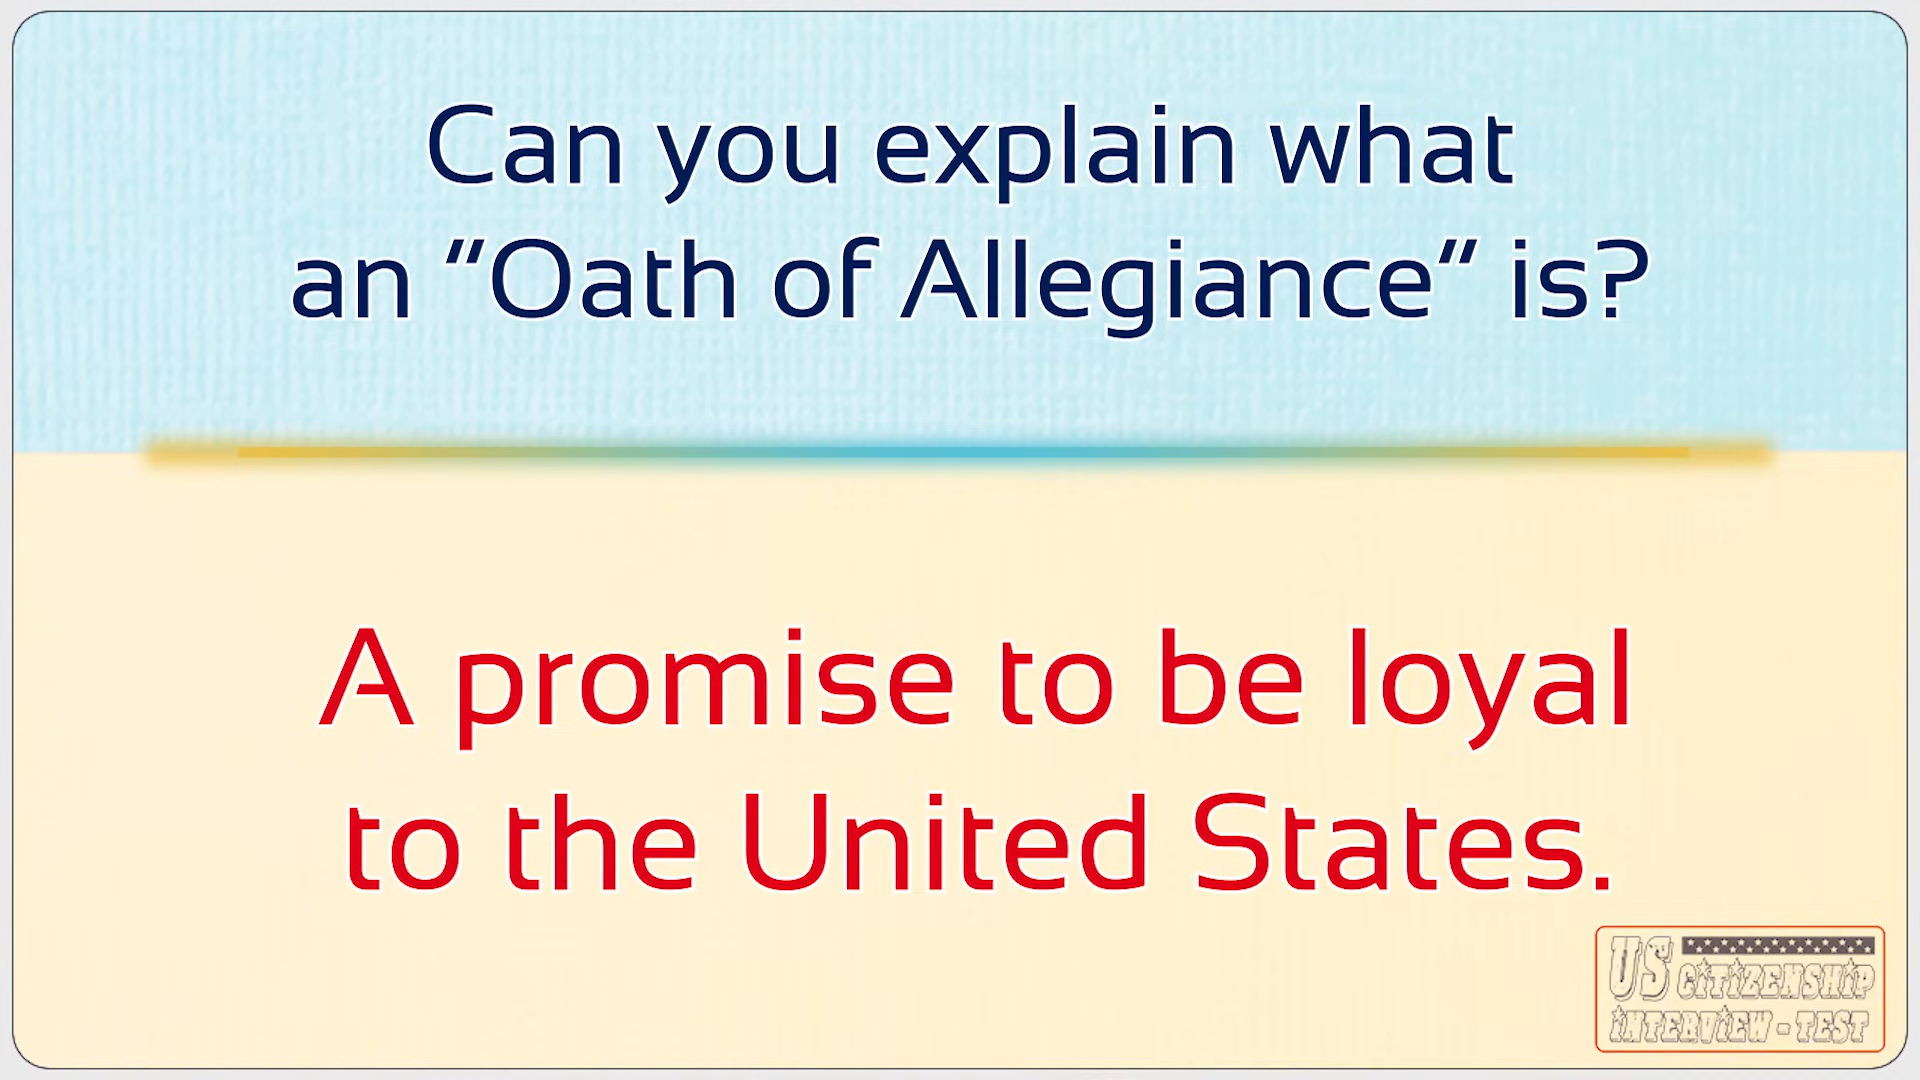 Can you explain what
an "Oath of Allegiance" is?
A promise to be loyal
to the United States.
US CITIZENSHIP
INTERVIEW - TEST